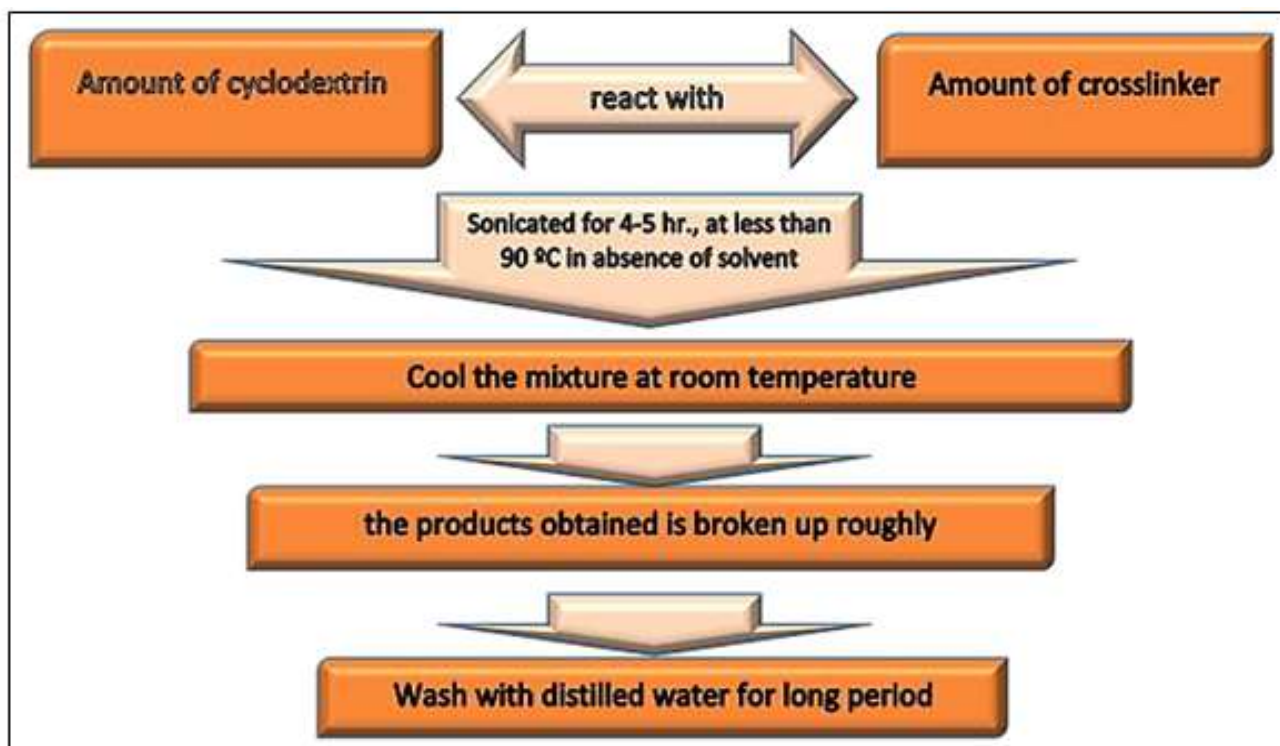 Amount of cyclodextrin
react with
Amount of crosslinker
Sonicated for 4-5 hr., at less than
90 ºC in absence of solvent
Cool the mixture at room temperature
the products obtained is broken up roughly
Wash with distilled water for long period